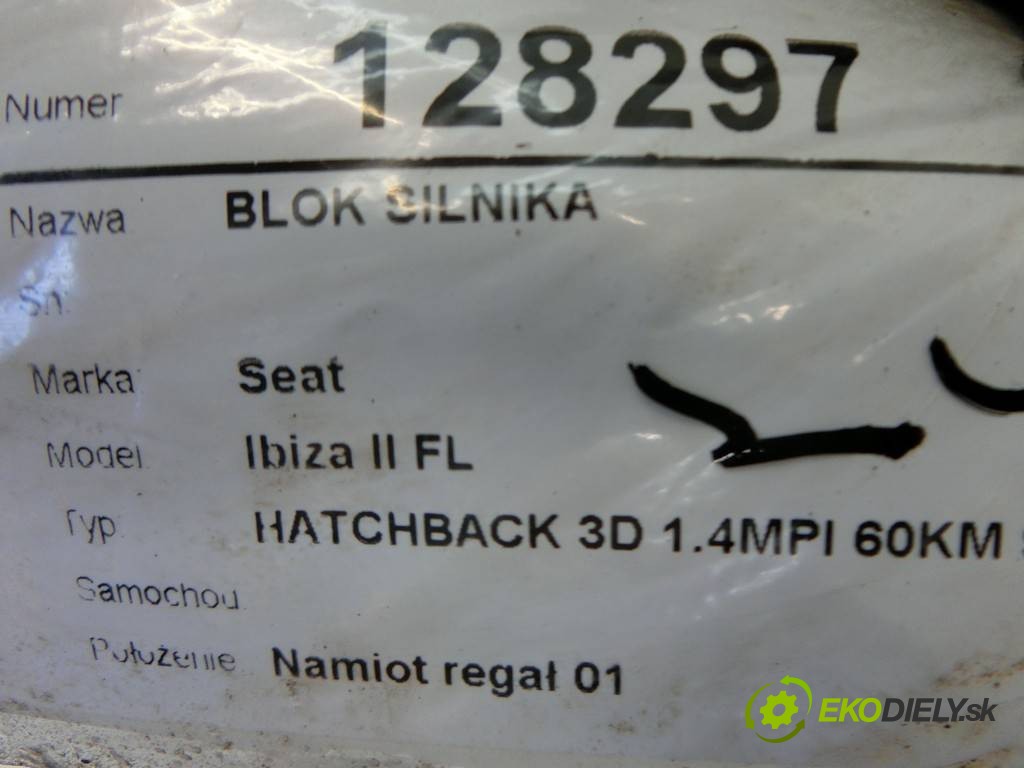 Numer 128297
Nazwa BLOK SILNIKA
Sn.
Marka Seat
Model Ibiza II FL
Typ HATCHBACK 3D 1.4MPI 60KM
Samochod
Położenie Namiot regał 01
EKODIELY.sk